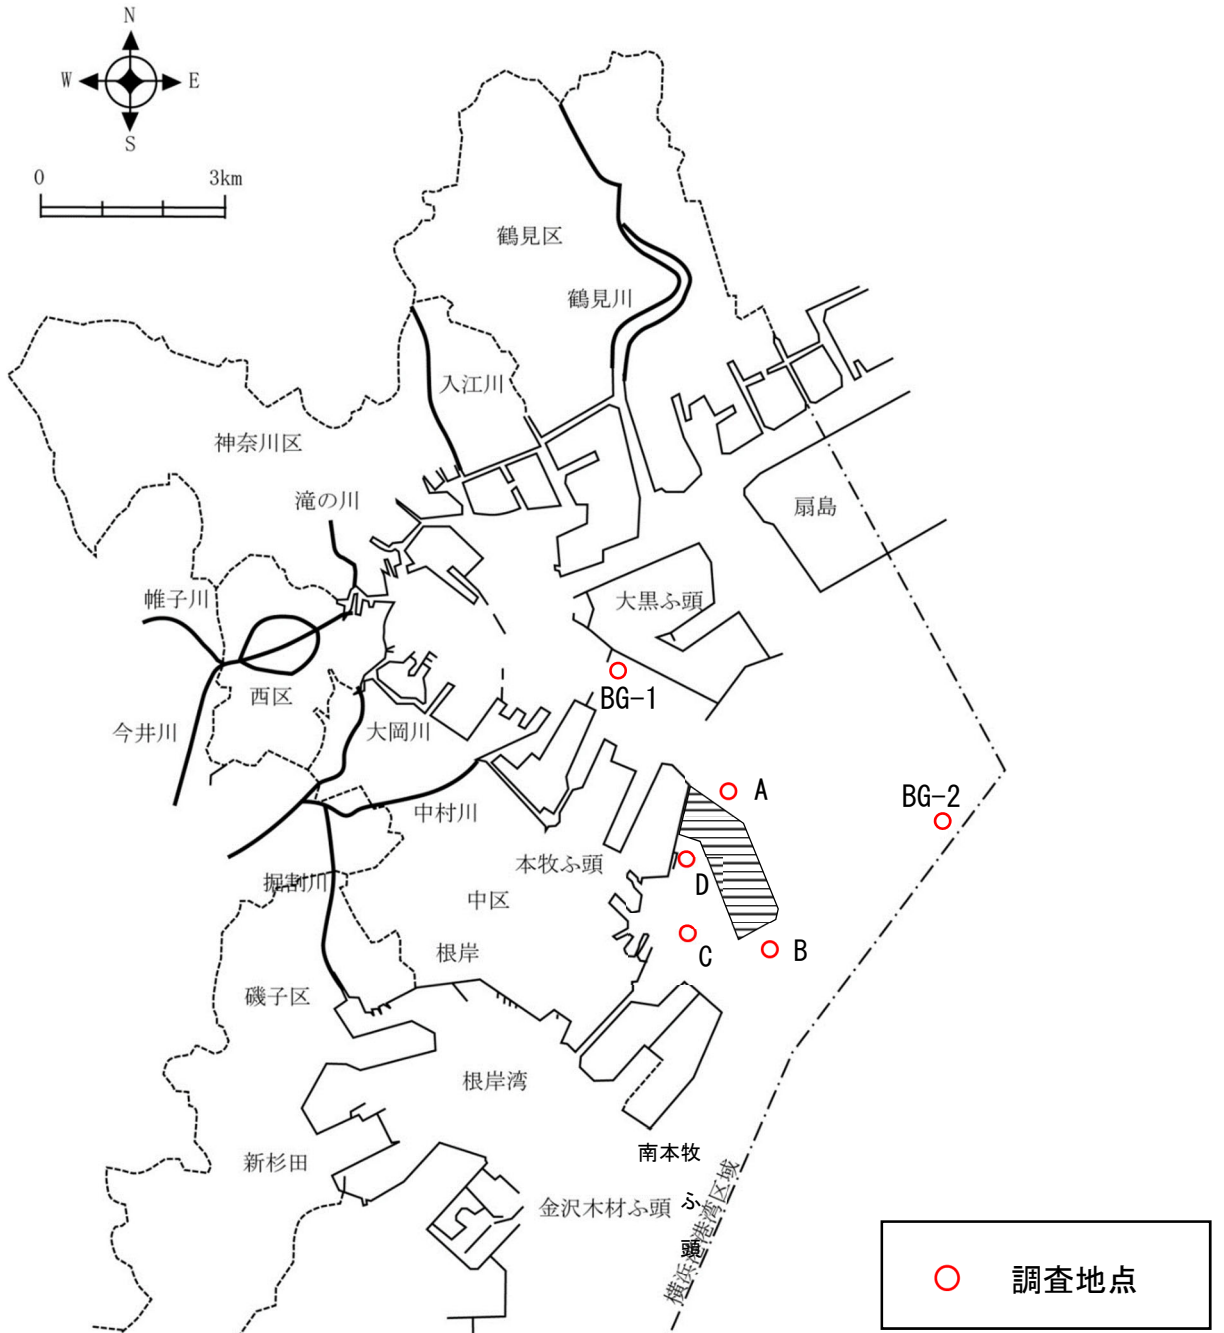 N
W E
S
0 3km
鶴見区
鶴見川
入江川
神奈川区
滝の川
扇島
帷子川
大黒ふ頭
西区
BG-1
今井川
大岡川
A
BG-2
中村川
本牧ふ頭
D
掘割川
中区
C
B
根岸
磯子区
根岸湾
南本牧
ふ
頭
新杉田
金沢木材ふ頭
横浜港港湾区域
調査地点